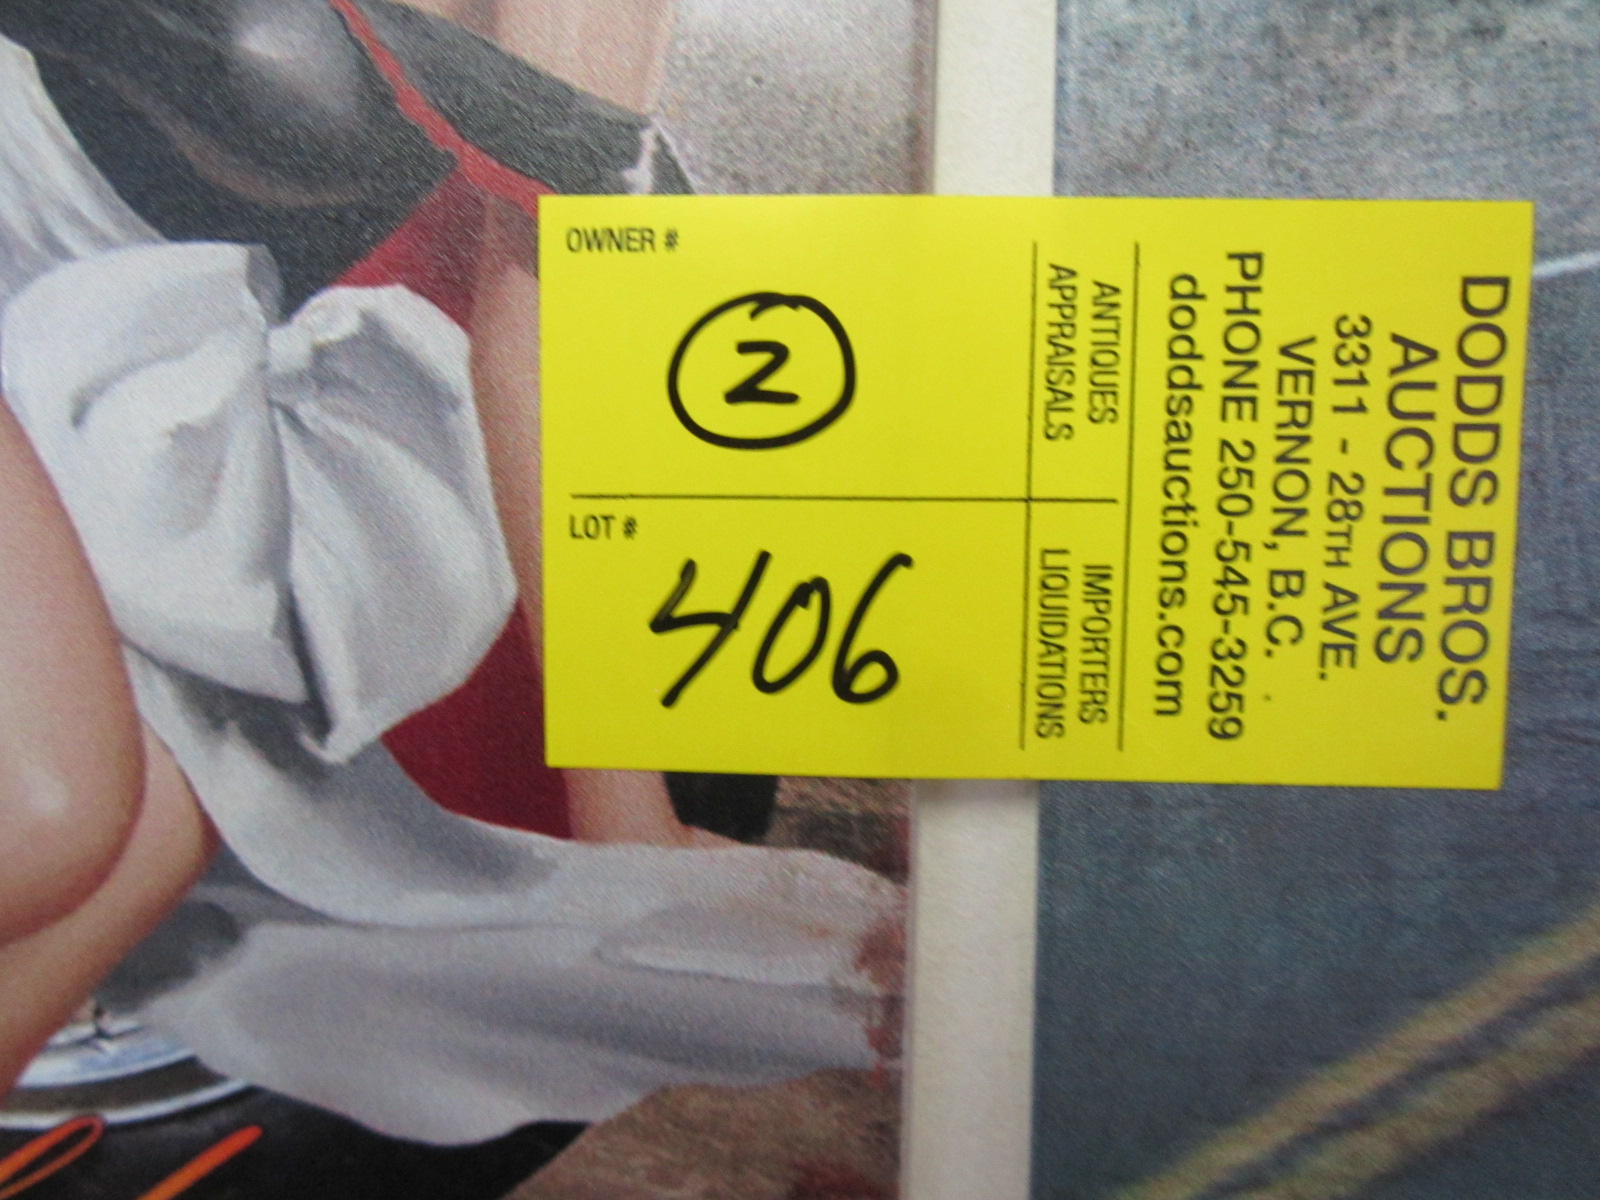 DODDS BROS.
AUCTIONS
3311 - 28TH AVE.
VERNON, B.C.
PHONE 250-545-3259
doddsauctions.com
ANTIQUES
APPRAISALS
IMPORTERS
LIQUIDATIONS
OWNER #
2
LOT #
406